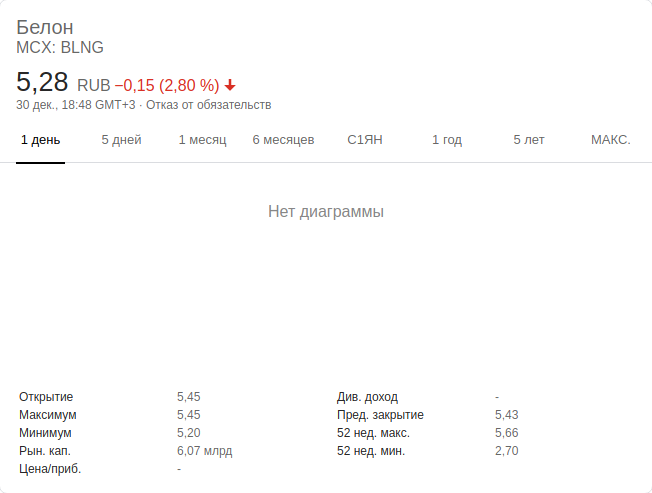 Белон
MCX: BLNG
5,28 RUB −0,15 (2,80 %)
30 дек., 18:48 GMT+3 · Отказ от обязательств
1 день 5 дней 1 месяц 6 месяцев С1ЯН 1 год 5 лет МАКС.
Нет диаграммы
Открытие 5,45 Див. доход -
Максимум 5,45 Пред. закрытие 5,43
Минимум 5,20 52 нед. макс. 5,66
Рын. кап. 6,07 млрд 52 нед. мин. 2,70
Цена/приб. -